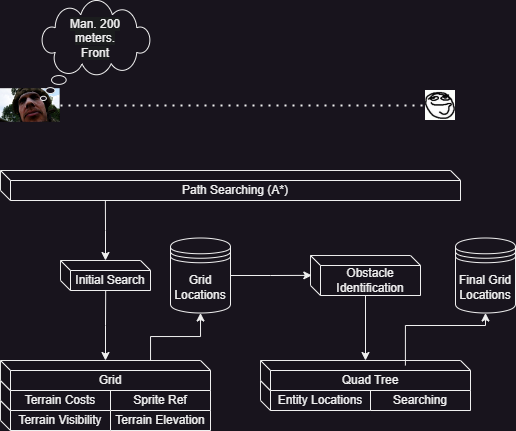 Man. 200
meters.
Front
Path Searching (A*)
Initial Search
Grid
Locations
Obstacle
Identification
Final Grid
Locations
Grid
Terrain Costs
Sprite Ref
Terrain Visibility
Terrain Elevation
Quad Tree
Entity Locations
Searching